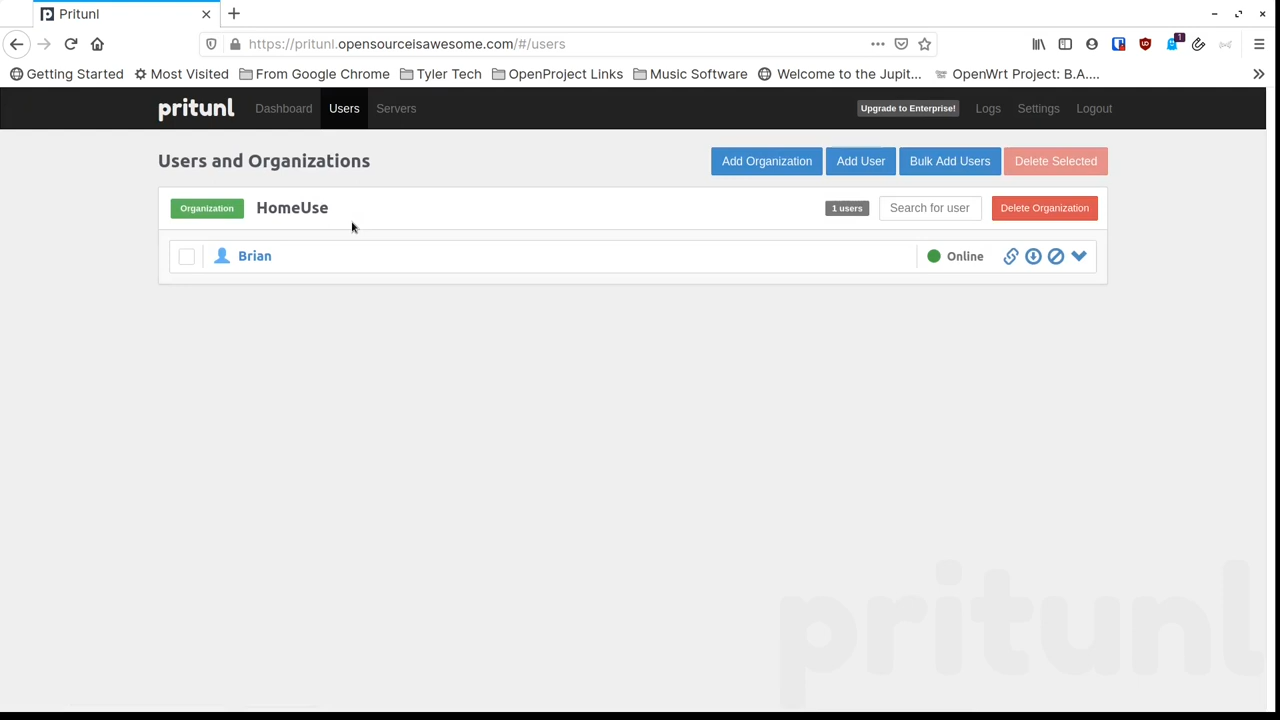 Pritunl
https://pritunl.opensourceisawesome.com/#/users
1
Getting Started Most Visited From Google Chrome Tyler Tech OpenProject Links Music Software Welcome to the Jupit... OpenWrt Project: B.A....
pritunl Dashboard Users Servers Upgrade to Enterprise! Logs Settings Logout
Users and Organizations Add Organization Add User Bulk Add Users Delete Selected
Organization HomeUse 1 users Search for user Delete Organization
Brian Online
pritunl